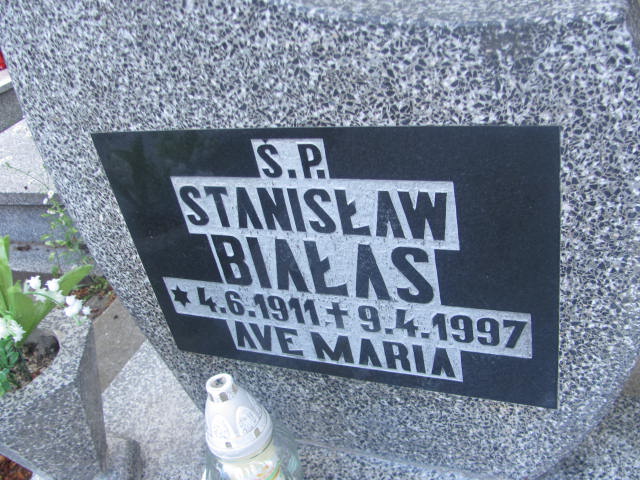 Ś.P.
STANISŁAW
BIAŁAS
★ 4.6.1911 ✝ 9.4.1997
AVE MARIA